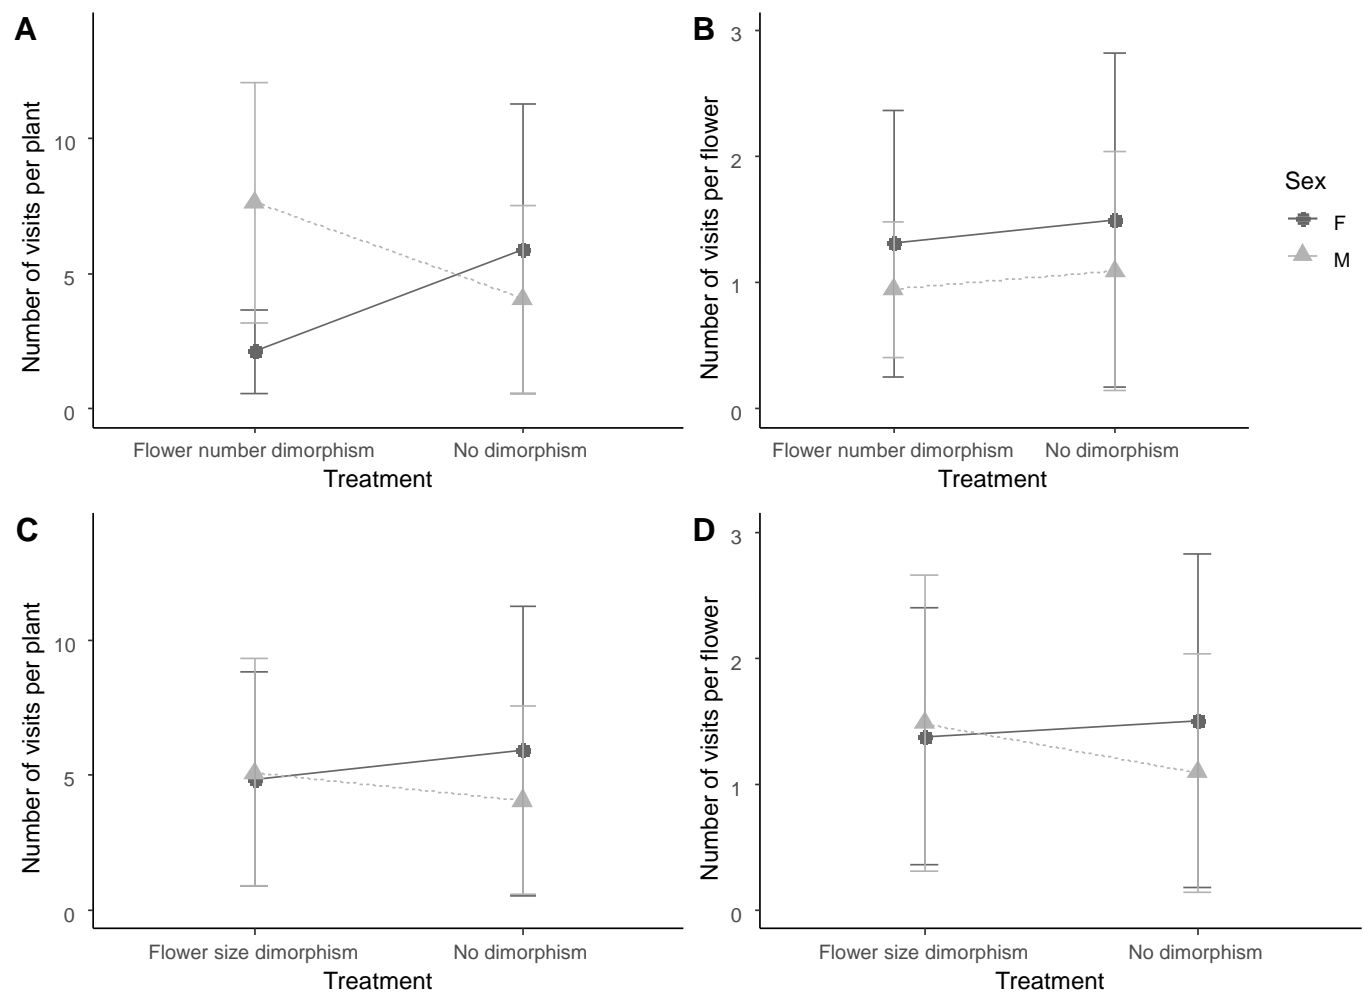 A
Number of visits per plant
10
5
0
Flower number dimorphism
No dimorphism
Treatment
B
Number of visits per flower
3
2
1
0
Flower number dimorphism
No dimorphism
Treatment
Sex
F
M
C
Number of visits per plant
10
5
0
Flower size dimorphism
No dimorphism
Treatment
D
Number of visits per flower
3
2
1
0
Flower size dimorphism
No dimorphism
Treatment